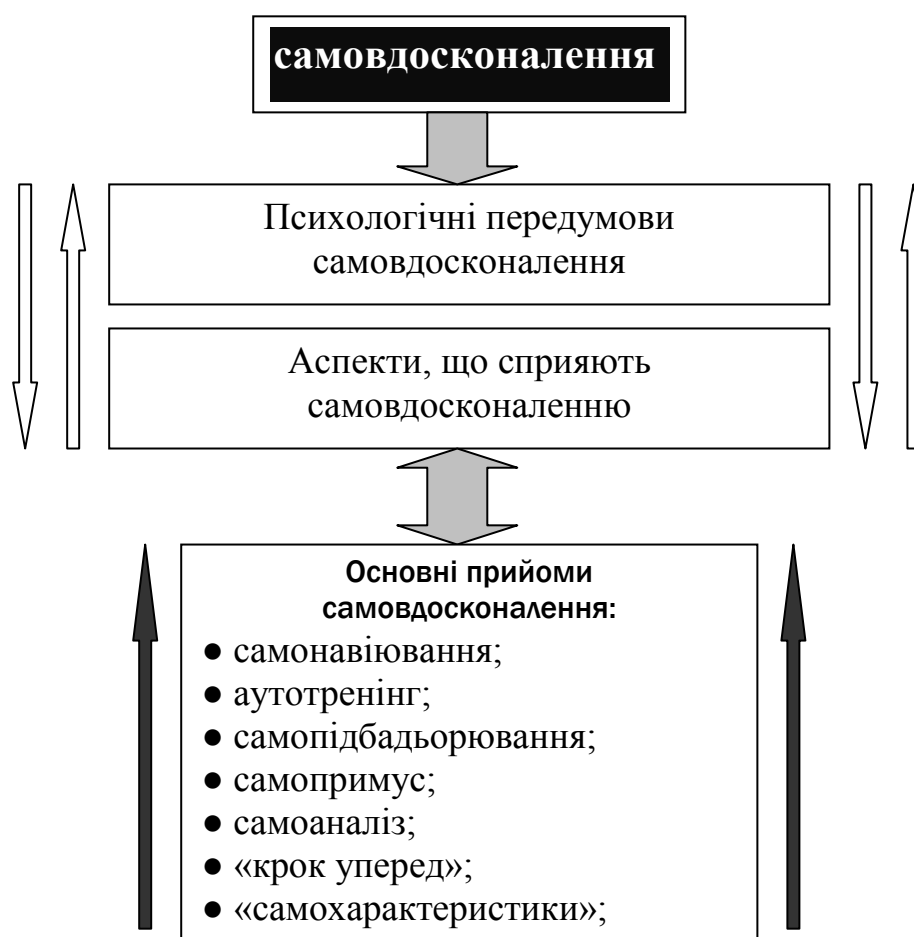 самовдосконалення
Психологічні передумови
самовдосконалення
Аспекти, що сприяють
самовдосконаленню
Основні прийоми
самовдосконалення:
● самонавіювання;
● аутотренінг;
● самопідбадьорювання;
● самопримус;
● самоаналіз;
● «крок уперед»;
● «самохарактеристики»;